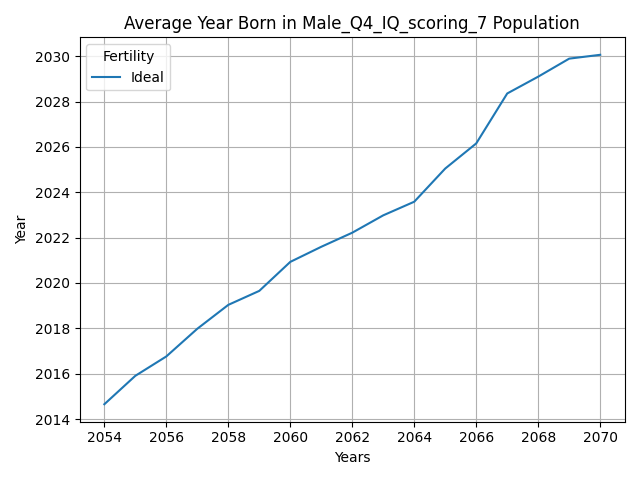 Average Year Born in Male_Q4_IQ_scoring_7 Population
Fertility
Ideal
2030
2028
2026
2024
2022
2020
2018
2016
2014
Year
2054 2056 2058 2060 2062 2064 2066 2068 2070
Years